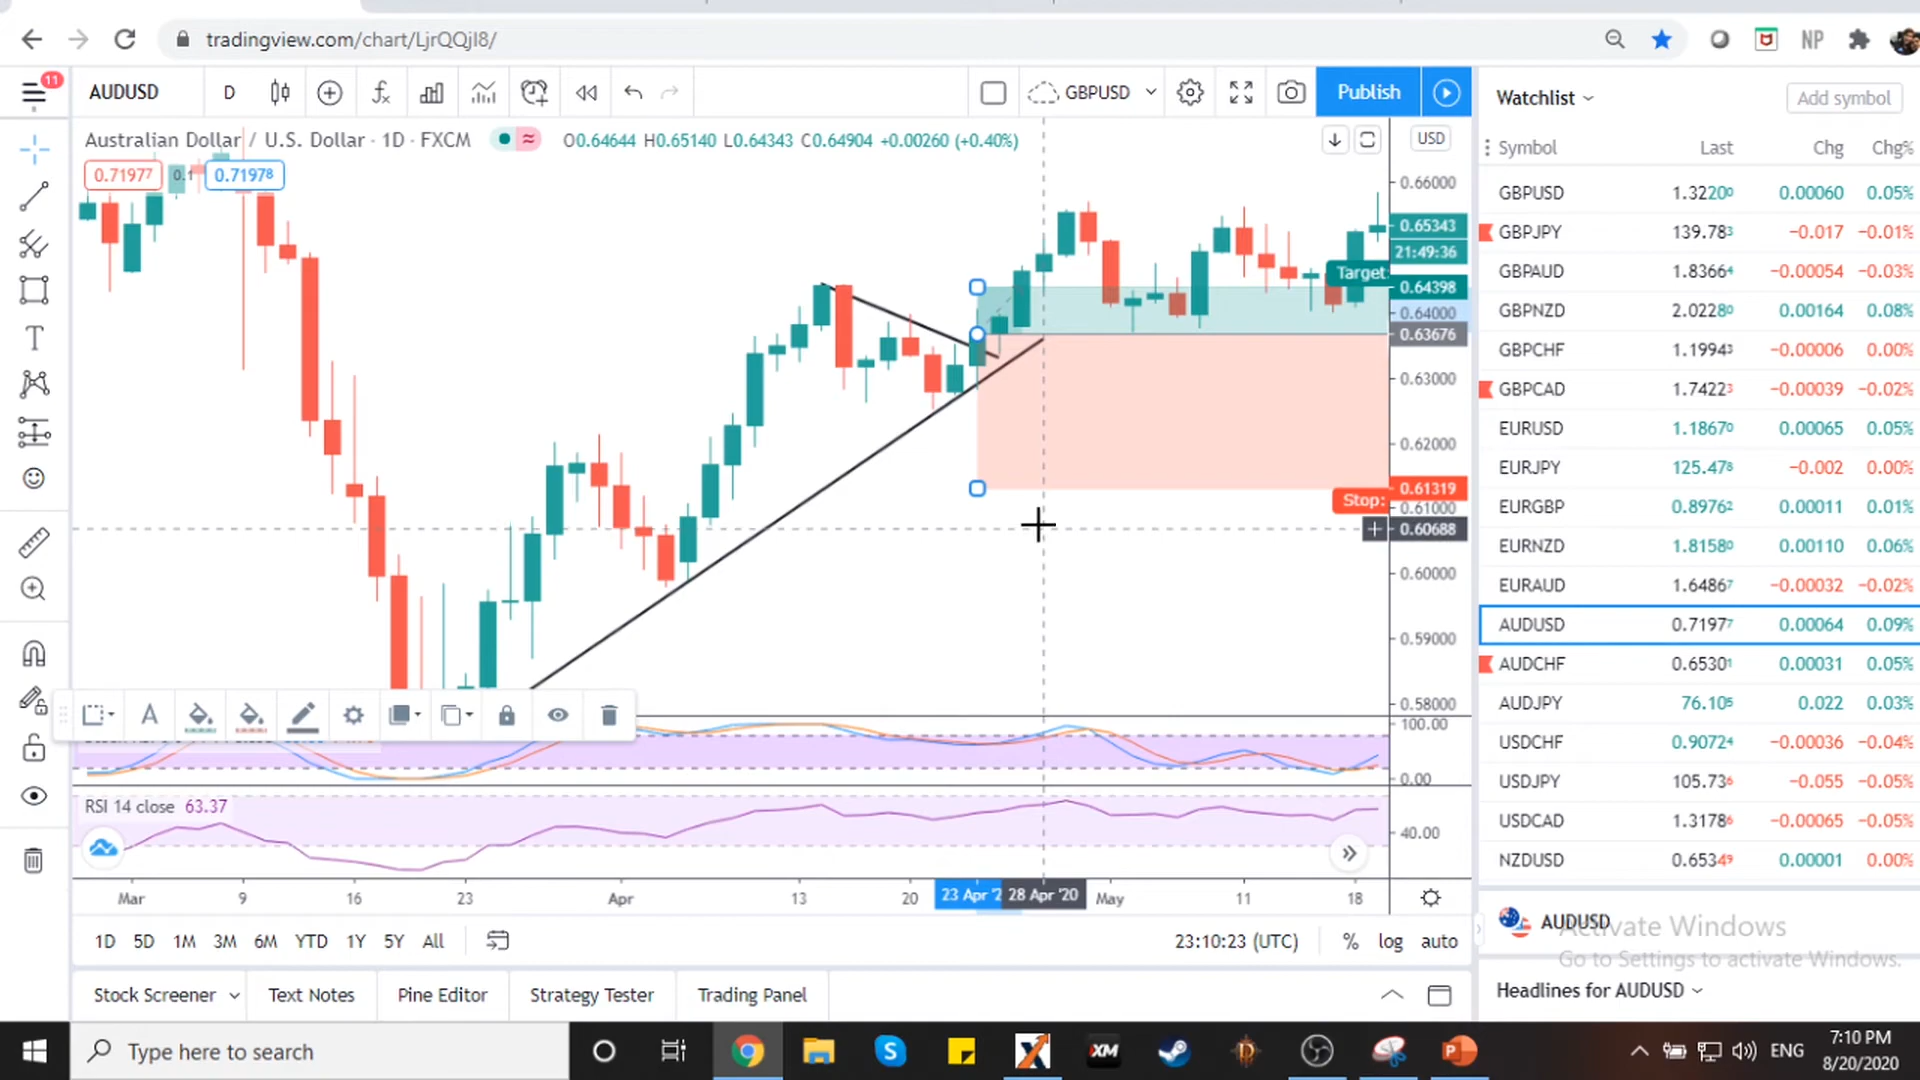 tradingview.com/chart/LjrQQjI8/
NP
11
AUDUSD
D
GBPUSD
Publish
Watchlist
Add symbol
Australian Dollar / U.S. Dollar · 1D · FXCM
O0.64644 H0.65140 L0.64343 C0.64904 +0.00260 (+0.40%)
USD
0.71977 0.1 0.71978
Symbol Last Chg Chg%
GBPUSD 1.32200 0.00060 0.05%
GBPJPY 139.783 −0.017 −0.01%
GBPAUD 1.83664 −0.00054 −0.03%
GBPNZD 2.02280 0.00164 0.08%
GBPCHF 1.19943 −0.00006 0.00%
GBPCAD 1.74223 −0.00039 −0.02%
EURUSD 1.18670 0.00065 0.05%
EURJPY 125.478 −0.002 0.00%
EURGBP 0.89762 0.00011 0.01%
EURNZD 1.81580 0.00110 0.06%
EURAUD 1.64867 −0.00032 −0.02%
AUDUSD 0.71977 0.00064 0.09%
AUDCHF 0.65301 0.00031 0.05%
AUDJPY 76.105 0.022 0.03%
USDCHF 0.90724 −0.00036 −0.04%
USDJPY 105.736 −0.055 −0.05%
USDCAD 1.31786 −0.00065 −0.05%
NZDUSD 0.65349 0.00001 0.00%
0.66000
0.65343
21:49:36
Target:
0.64398
0.64000
0.63676
0.63000
0.62000
0.61319
Stop:
0.61000
0.60688
0.60000
0.59000
0.58000
100.00
0.00
RSI 14 close 63.37
40.00
Mar 9 16 23 Apr 13 20 23 Apr '2 28 Apr '20 May 11 18
1D 5D 1M 3M 6M YTD 1Y 5Y All
23:10:23 (UTC) % log auto
AUDUSD
Activate Windows
Go to Settings to activate Windows.
Headlines for AUDUSD
Stock Screener Text Notes Pine Editor Strategy Tester Trading Panel
Type here to search
XM
ENG
7:10 PM
8/20/2020